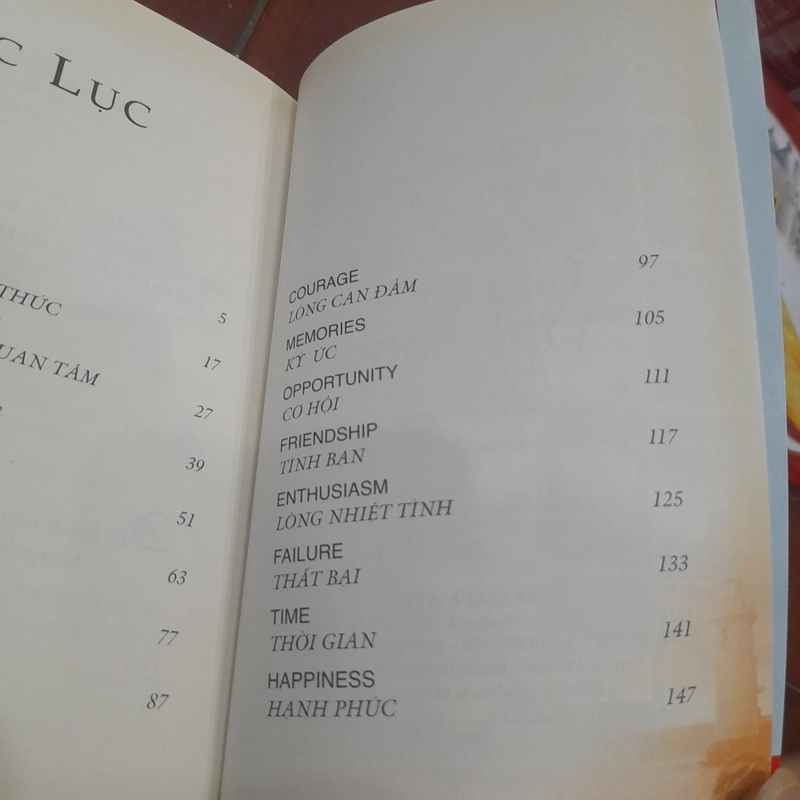 C LỤC
THỨC 5
UAN TÂM 17
27
39
51
63
77
87
COURAGE 97
LÒNG CAN ĐẢM
MEMORIES 105
KÝ ỨC
OPPORTUNITY 111
CƠ HỘI
FRIENDSHIP 117
TÌNH BẠN
ENTHUSIASM 125
LÒNG NHIỆT TÌNH
FAILURE 133
THẤT BẠI
TIME 141
THỜI GIAN
HAPPINESS 147
HẠNH PHÚC